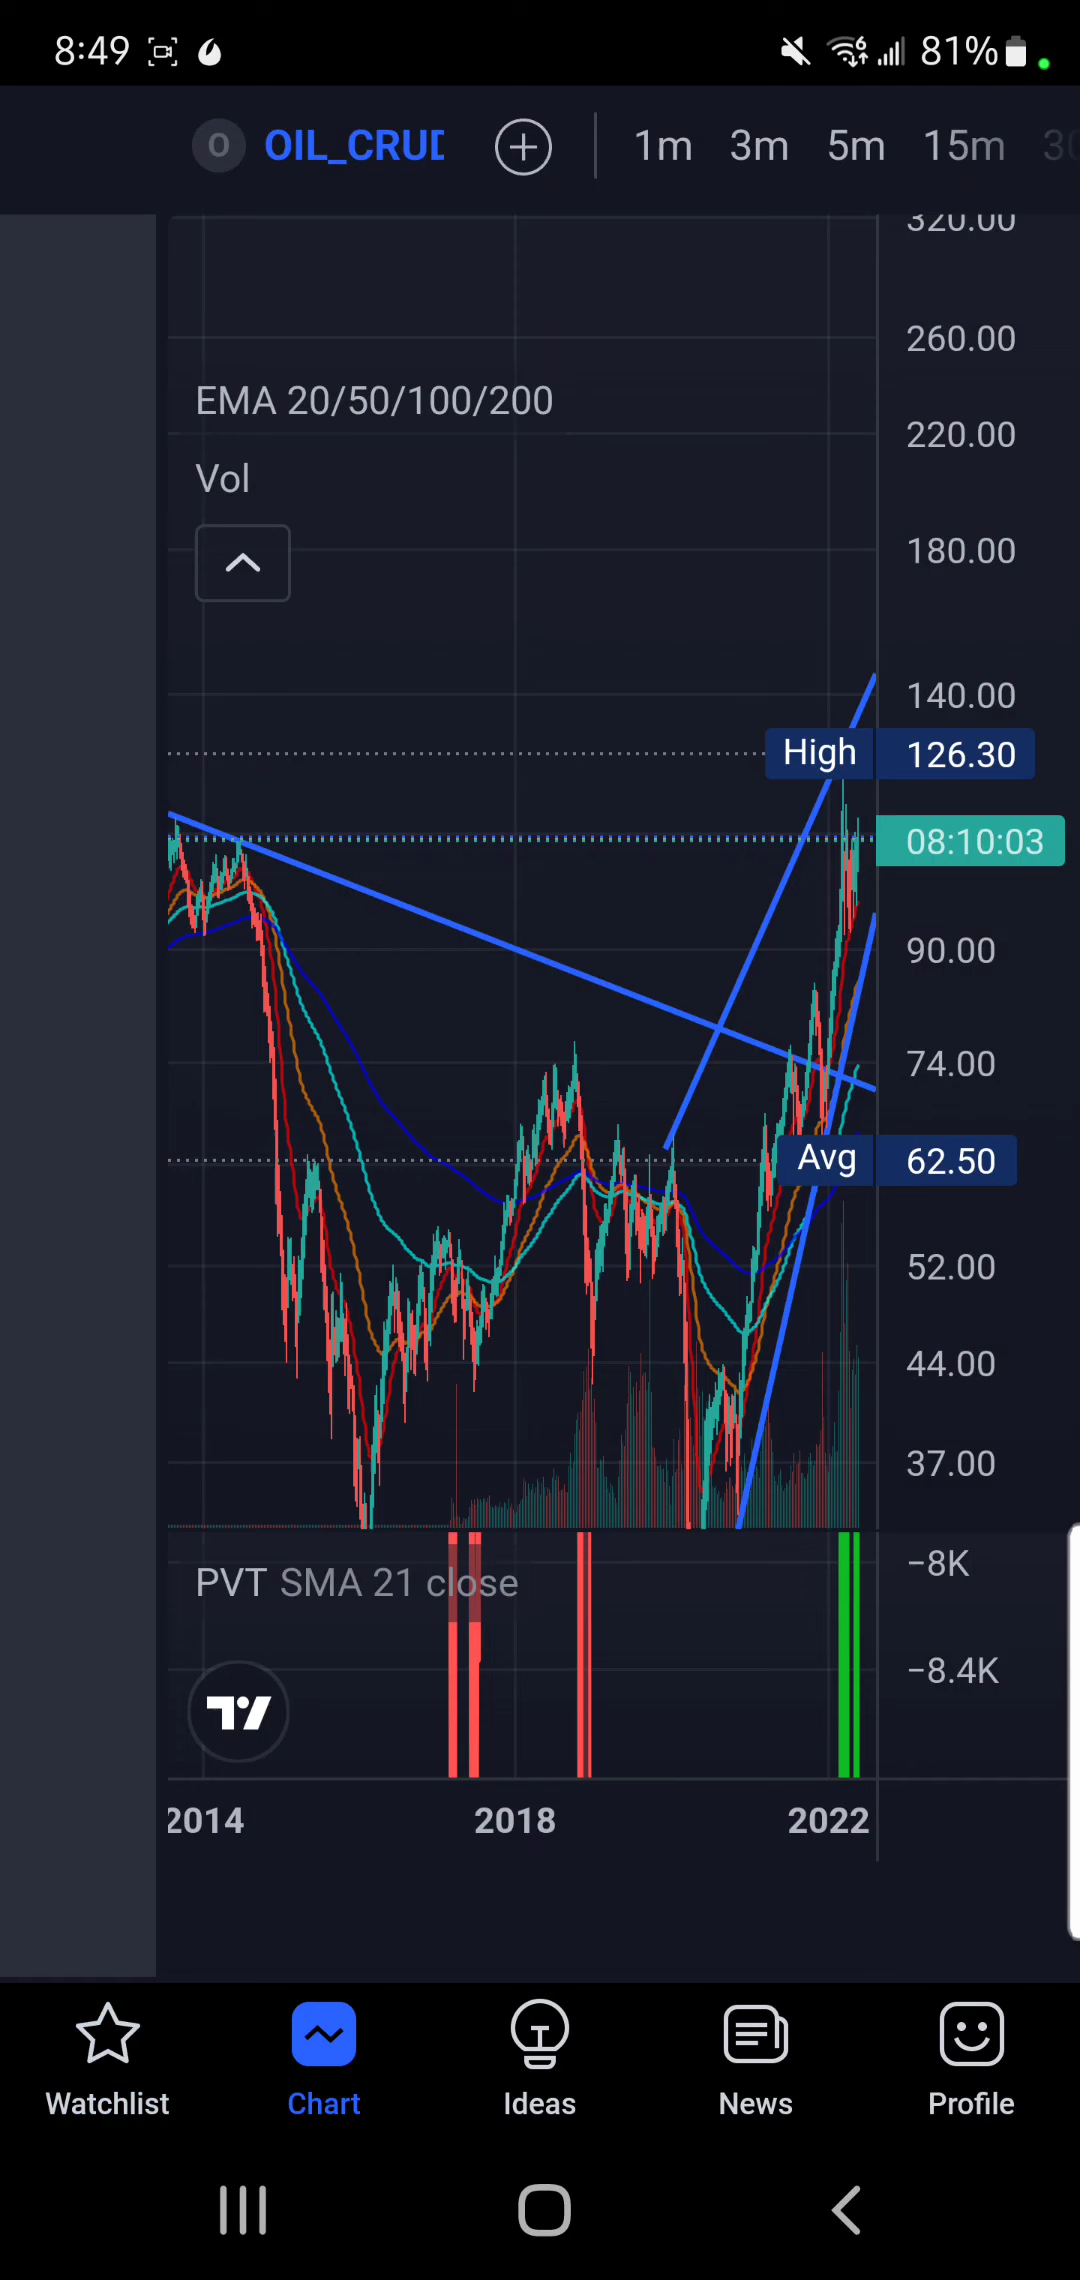 8:49 81%
O OIL_CRUD 1m 3m 5m 15m 30
320.00
260.00
EMA 20/50/100/200
220.00
Vol
180.00
140.00
High 126.30
08:10:03
90.00
74.00
Avg 62.50
52.00
44.00
37.00
−8K
PVT SMA 21 close
−8.4K
2014 2018 2022
Watchlist Chart Ideas News Profile